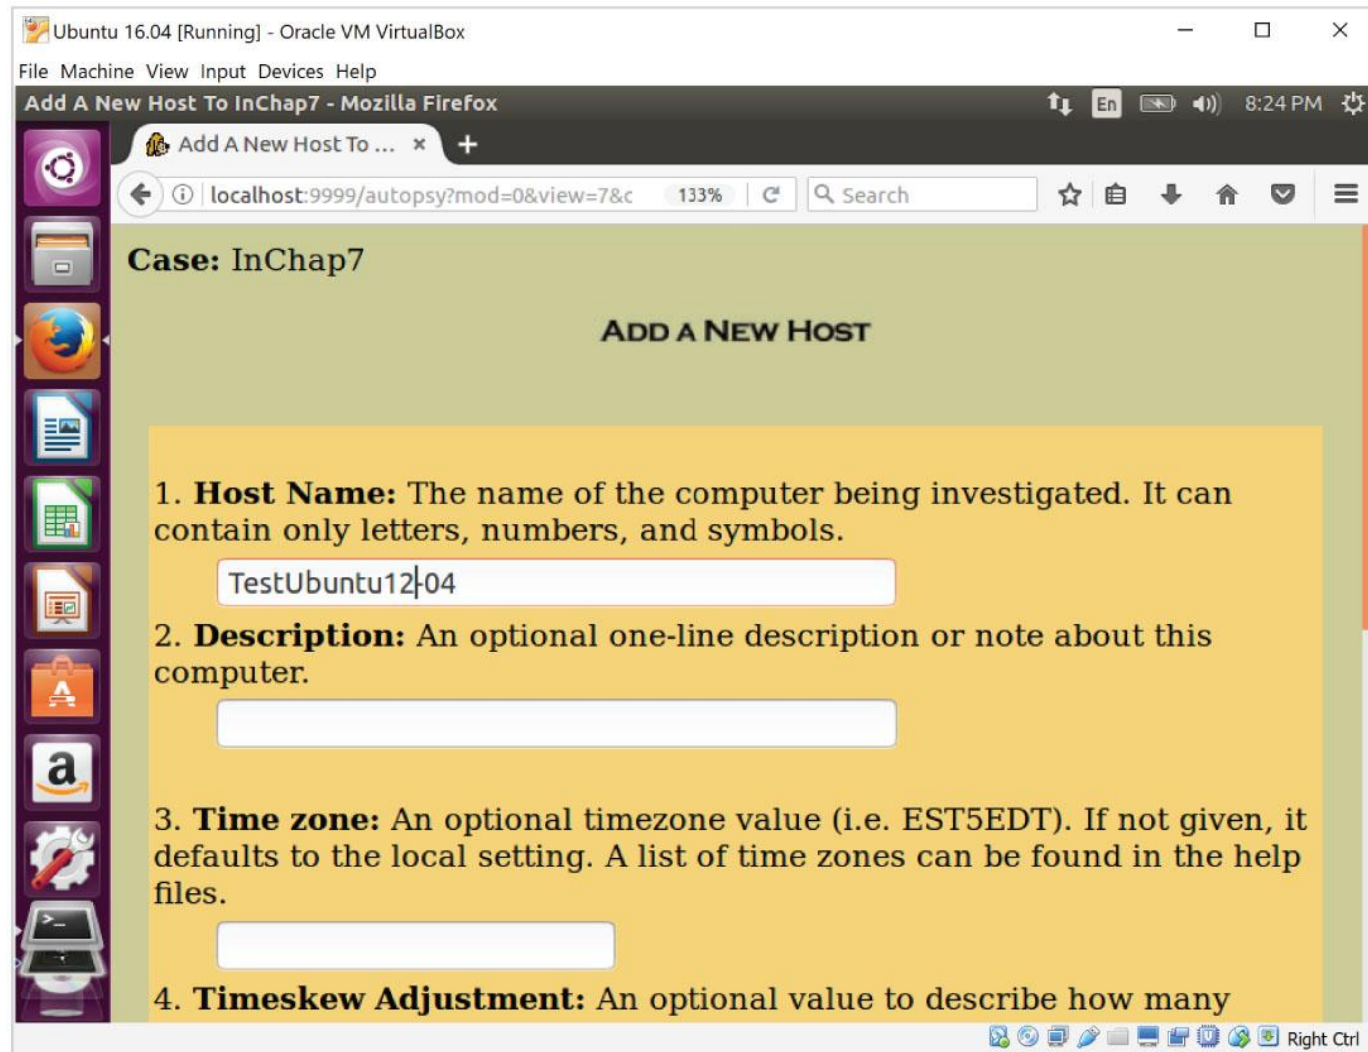 Ubuntu 16.04 [Running] - Oracle VM VirtualBox
File Machine View Input Devices Help
Add A New Host To InChap7 - Mozilla Firefox
En
8:24 PM
Add A New Host To ...
localhost:9999/autopsy?mod=0&view=7&c
133%
Search
Case: InChap7
ADD A NEW HOST
1. Host Name: The name of the computer being investigated. It can
contain only letters, numbers, and symbols.
TestUbuntu12-04
2. Description: An optional one-line description or note about this
computer.
3. Time zone: An optional timezone value (i.e. EST5EDT). If not given, it
defaults to the local setting. A list of time zones can be found in the help
files.
4. Timeskew Adjustment: An optional value to describe how many
Right Ctrl